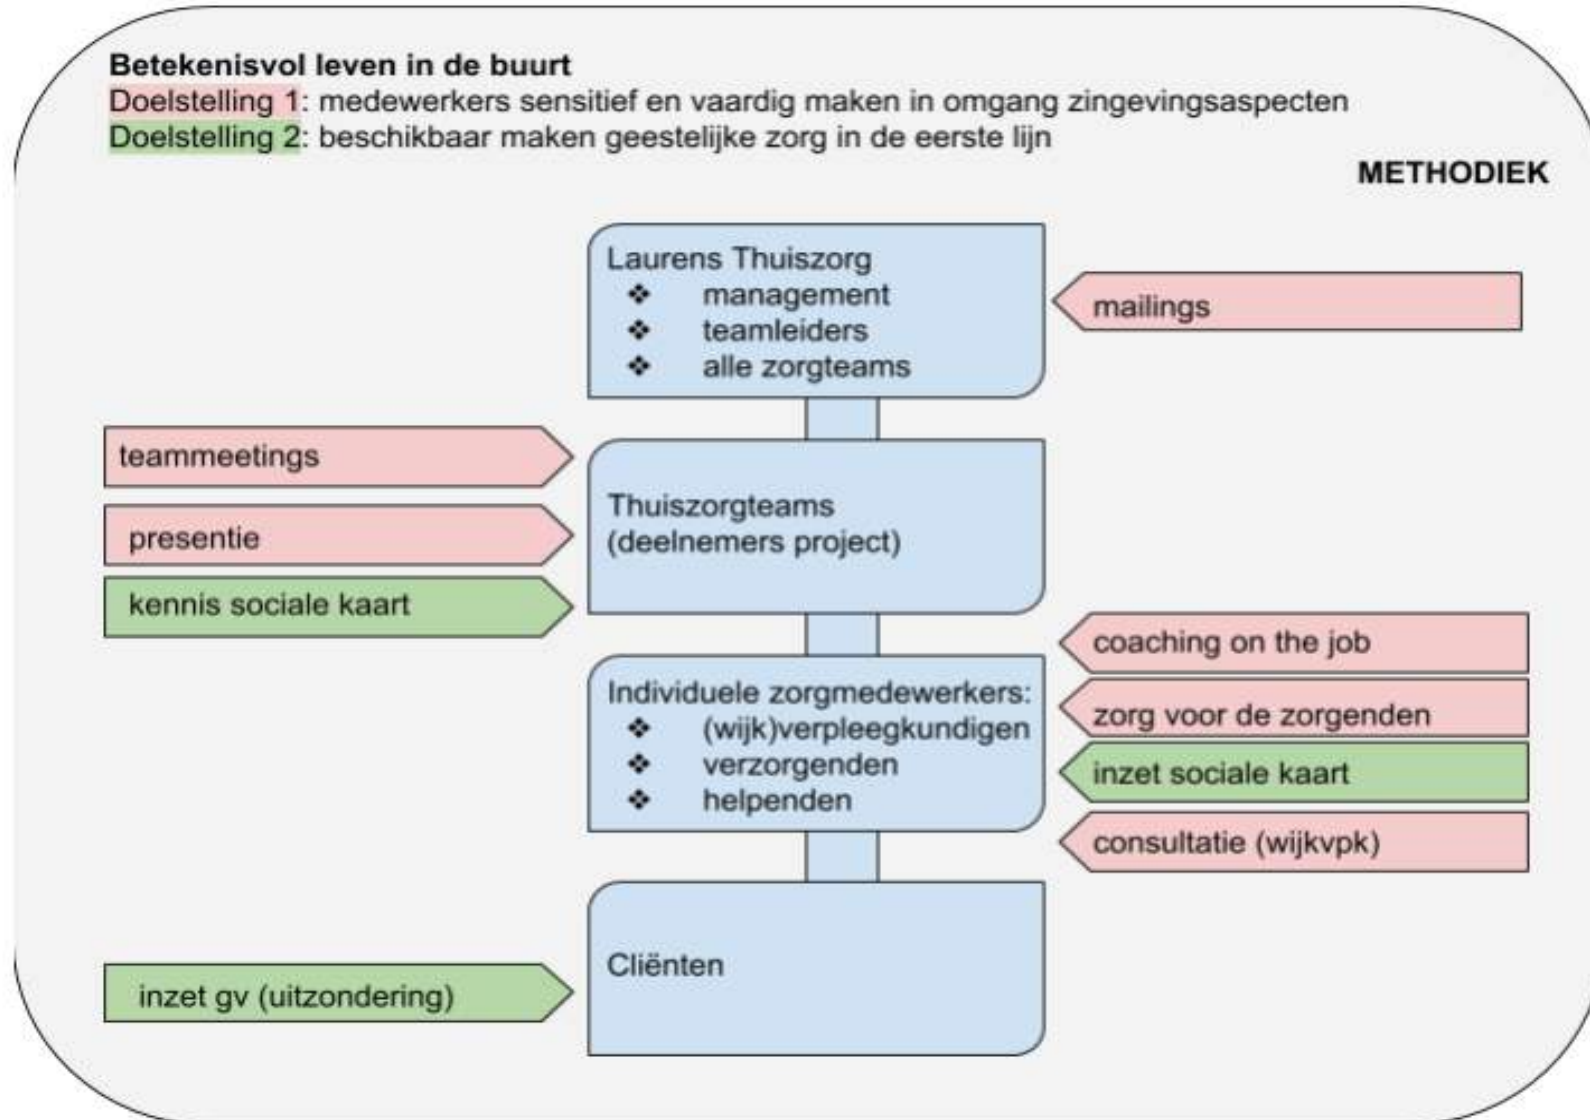 Betekenisvol leven in de buurt
Doelstelling 1: medewerkers sensitief en vaardig maken in omgang zingevingsaspecten
Doelstelling 2: beschikbaar maken geestelijke zorg in de eerste lijn
METHODIEK
Laurens Thuiszorg
❖ management
❖ teamleiders
❖ alle zorgteams
mailings
teammeetings
presentie
kennis sociale kaart
Thuiszorgteams
(deelnemers project)
Individuele zorgmedewerkers:
❖ (wijk)verpleegkundigen
❖ verzorgenden
❖ helpenden
coaching on the job
zorg voor de zorgenden
inzet sociale kaart
consultatie (wijkvpk)
inzet gv (uitzondering)
Cliënten